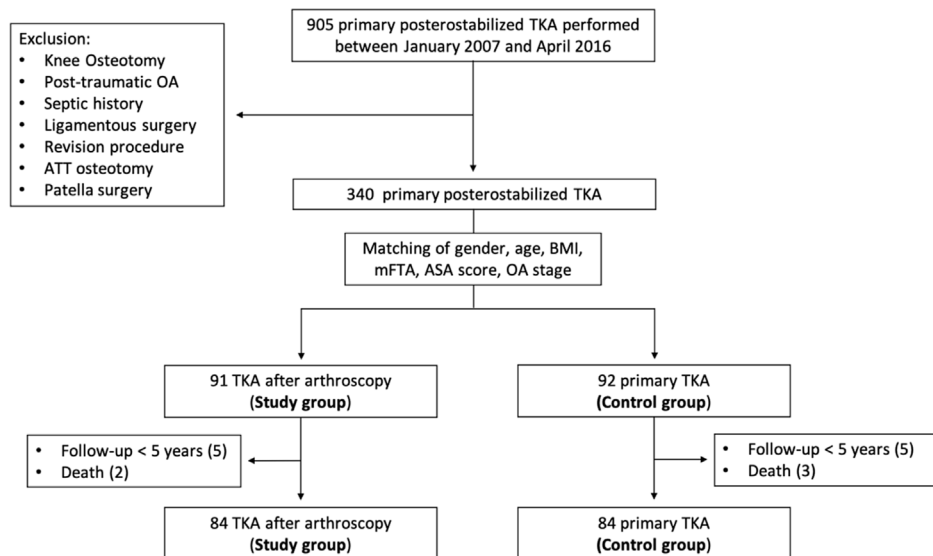 905 primary posterostabilized TKA performed
between January 2007 and April 2016
Exclusion:
• Knee Osteotomy
• Post-traumatic OA
• Septic history
• Ligamentous surgery
• Revision procedure
• ATT osteotomy
• Patella surgery
340 primary posterostabilized TKA
Matching of gender, age, BMI,
mFTA, ASA score, OA stage
91 TKA after arthroscopy
(Study group)
92 primary TKA
(Control group)
• Follow-up < 5 years (5)
• Death (2)
• Follow-up < 5 years (5)
• Death (3)
84 TKA after arthroscopy
(Study group)
84 primary TKA
(Control group)